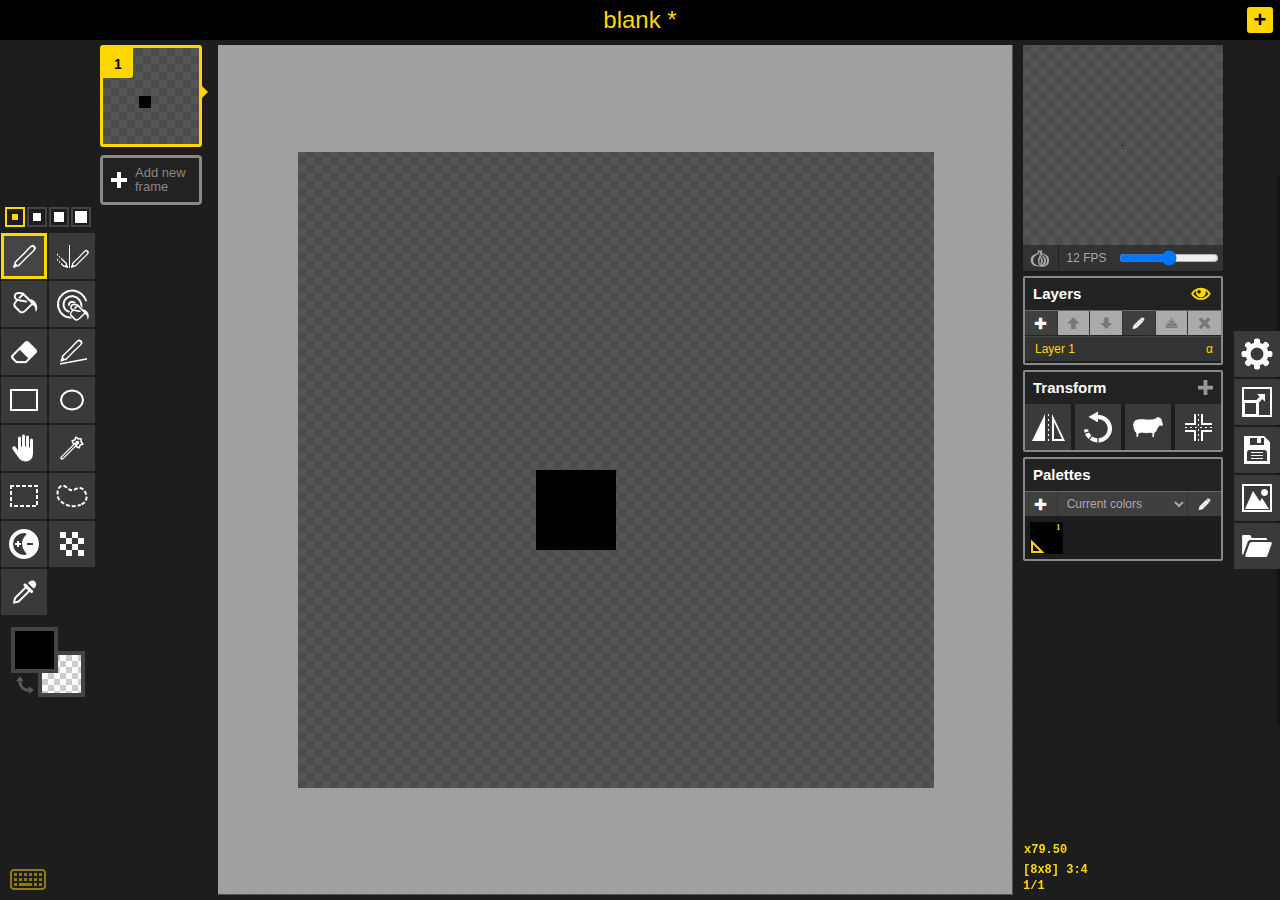 blank *
1
Add new
frame
12 FPS
Layers
Layer 1
α
Transform
Palettes
Current colors
1
x79.50
[8x8] 3:4
1/1